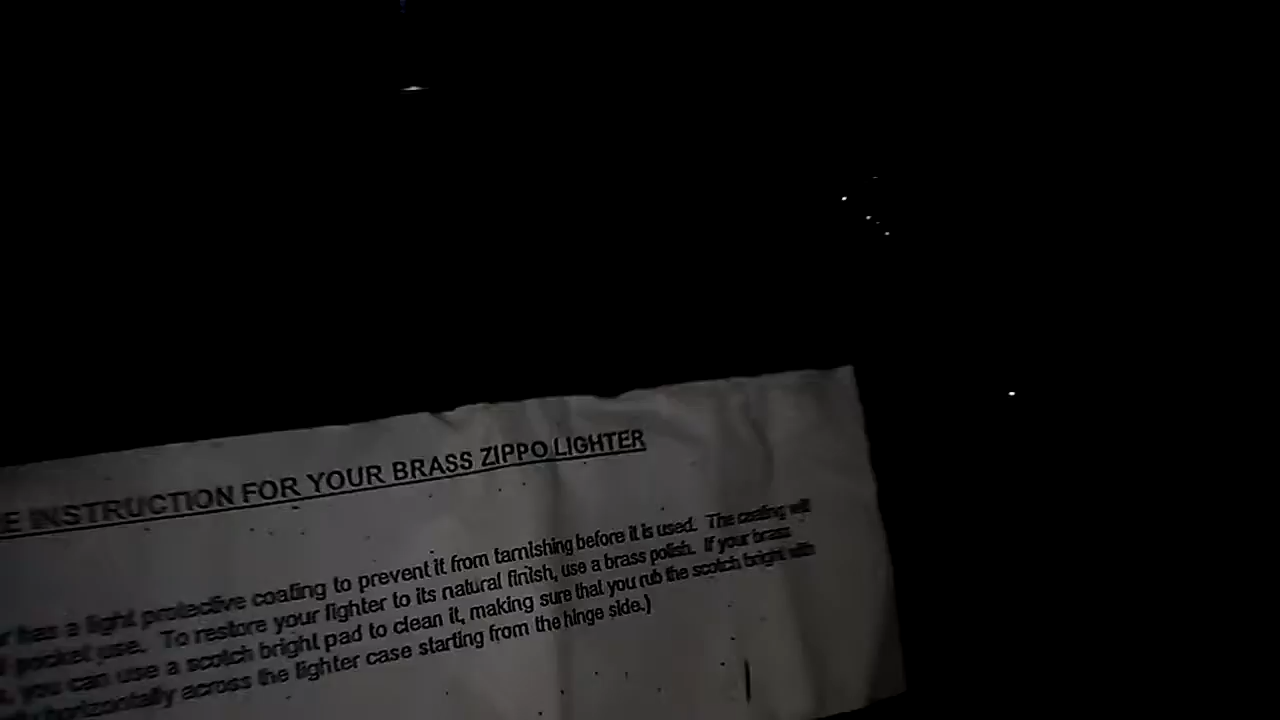 E INSTRUCTION FOR YOUR BRASS ZIPPO LIGHTER
r has a light protective coating to prevent it from tarnishing before it is used. The coating will
pocket use. To restore your lighter to its natural finish, use a brass polish. If your brass
, you can use a scotch bright pad to clean it, making sure that you rub the scotch bright with
ly horizontally across the lighter case starting from the hinge side.)